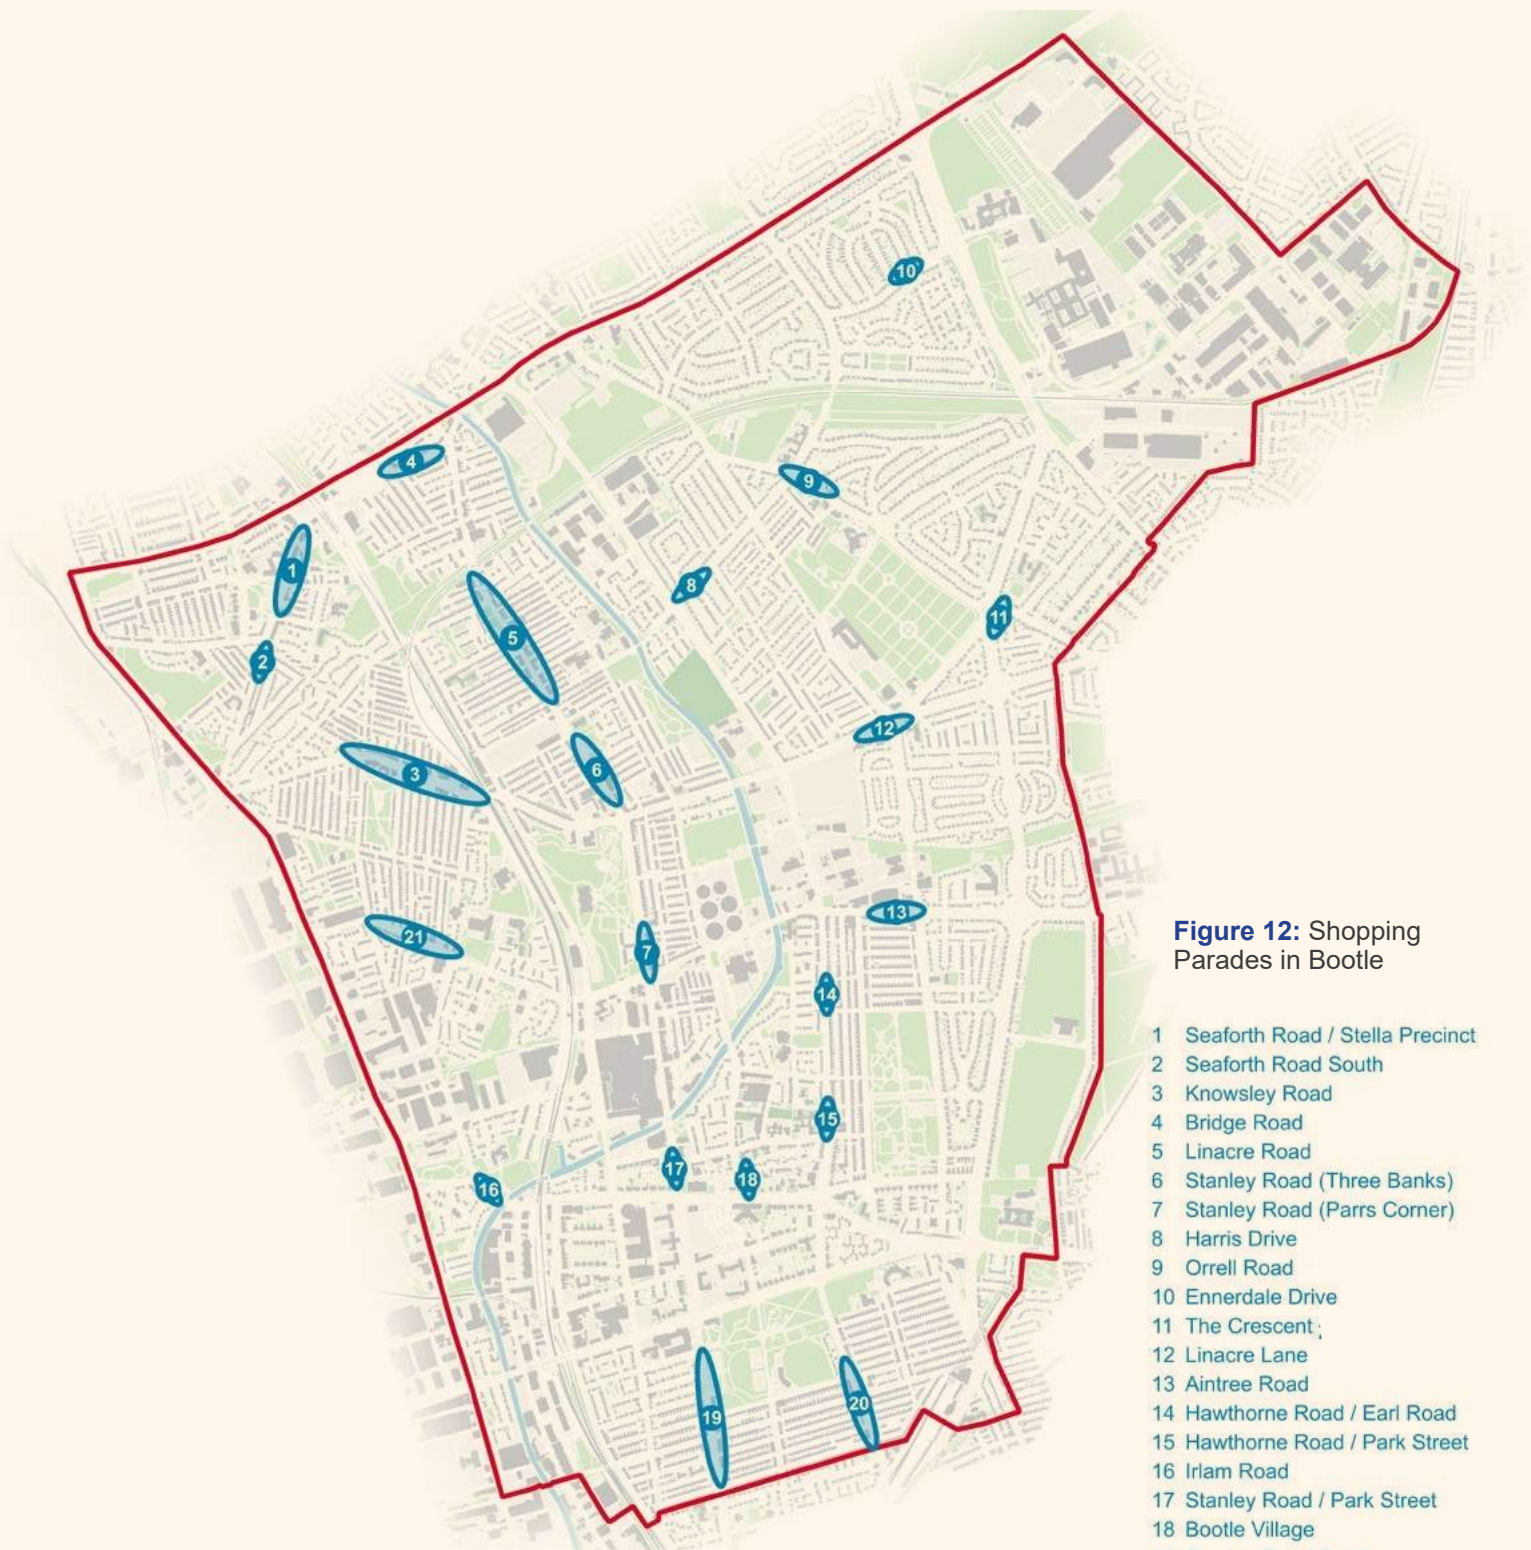 10
4
9
1
8
5
11
2
12
6
3
13
21
7
14
15
17
18
16
20
19
Figure 12: Shopping
Parades in Bootle
1 Seaforth Road / Stella Precinct
2 Seaforth Road South
3 Knowsley Road
4 Bridge Road
5 Linacre Road
6 Stanley Road (Three Banks)
7 Stanley Road (Parrs Corner)
8 Harris Drive
9 Orrell Road
10 Ennerdale Drive
11 The Crescent ;
12 Linacre Lane
13 Aintree Road
14 Hawthorne Road / Earl Road
15 Hawthorne Road / Park Street
16 Irlam Road
17 Stanley Road / Park Street
18 Bootle Village